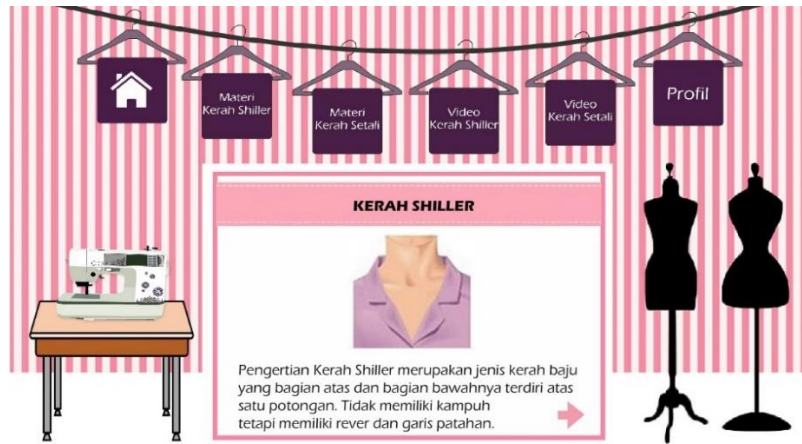 Materi
Kerah Shiller
Materi
Kerah Setali
Video
Kerah Shiller
Video
Kerah Setali
Profil
KERAH SHILLER
Pengertian Kerah Shiller merupakan jenis kerah baju
yang bagian atas dan bagian bawahnya terdiri atas
satu potongan. Tidak memiliki kampuh
tetapi memiliki rever dan garis patahan.